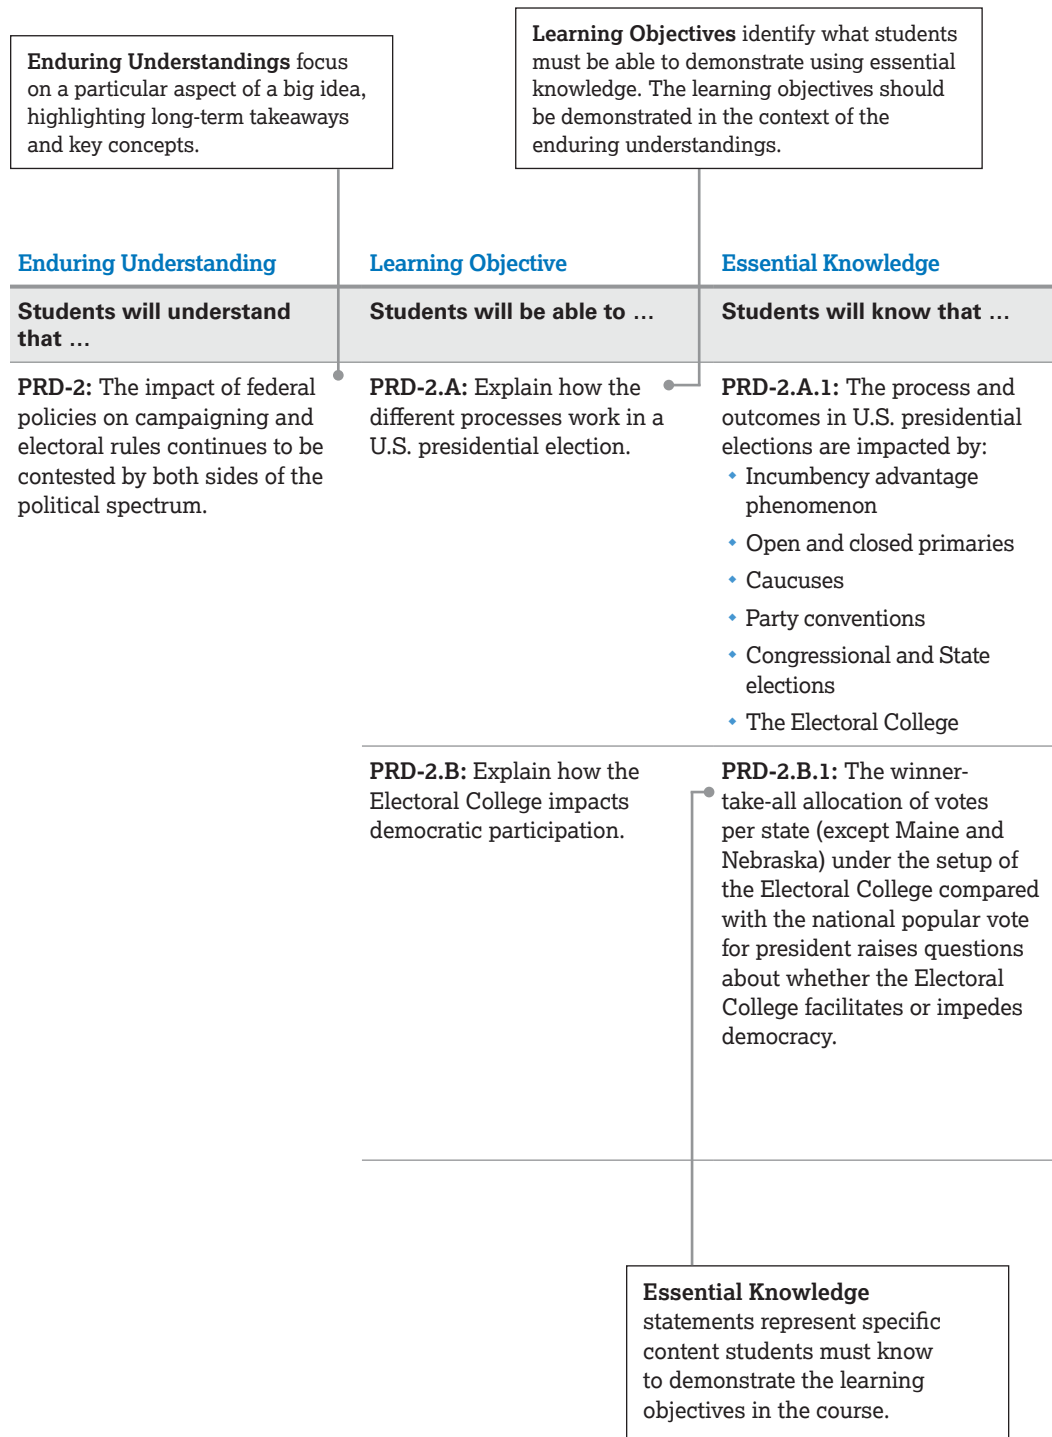 Enduring Understandings focus
on a particular aspect of a big idea,
highlighting long-term takeaways
and key concepts.
Learning Objectives identify what students
must be able to demonstrate using essential
knowledge. The learning objectives should
be demonstrated in the context of the
enduring understandings.
Enduring Understanding
Learning Objective
Essential Knowledge
Students will understand
that …
Students will be able to …
Students will know that …
PRD-2: The impact of federal
policies on campaigning and
electoral rules continues to be
contested by both sides of the
political spectrum.
PRD-2.A: Explain how the
different processes work in a
U.S. presidential election.
PRD-2.A.1: The process and
outcomes in U.S. presidential
elections are impacted by:
• Incumbency advantage
phenomenon
• Open and closed primaries
• Caucuses
• Party conventions
• Congressional and State
elections
• The Electoral College
PRD-2.B: Explain how the
Electoral College impacts
democratic participation.
PRD-2.B.1: The winner-
take-all allocation of votes
per state (except Maine and
Nebraska) under the setup of
the Electoral College compared
with the national popular vote
for president raises questions
about whether the Electoral
College facilitates or impedes
democracy.
Essential Knowledge
statements represent specific
content students must know
to demonstrate the learning
objectives in the course.